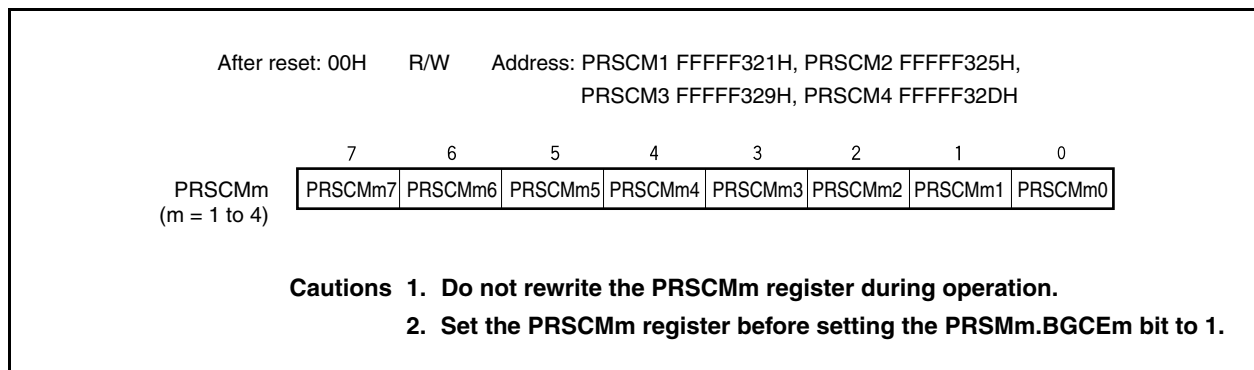 After reset: 00H R/W Address: PRSCM1 FFFFF321H, PRSCM2 FFFFF325H,
PRSCM3 FFFFF329H, PRSCM4 FFFFF32DH
7 6 5 4 3 2 1 0
PRSCMm PRSCMm7 PRSCMm6 PRSCMm5 PRSCMm4 PRSCMm3 PRSCMm2 PRSCMm1 PRSCMm0
(m = 1 to 4)
Cautions 1. Do not rewrite the PRSCMm register during operation.
2. Set the PRSCMm register before setting the PRSMm.BGCEm bit to 1.